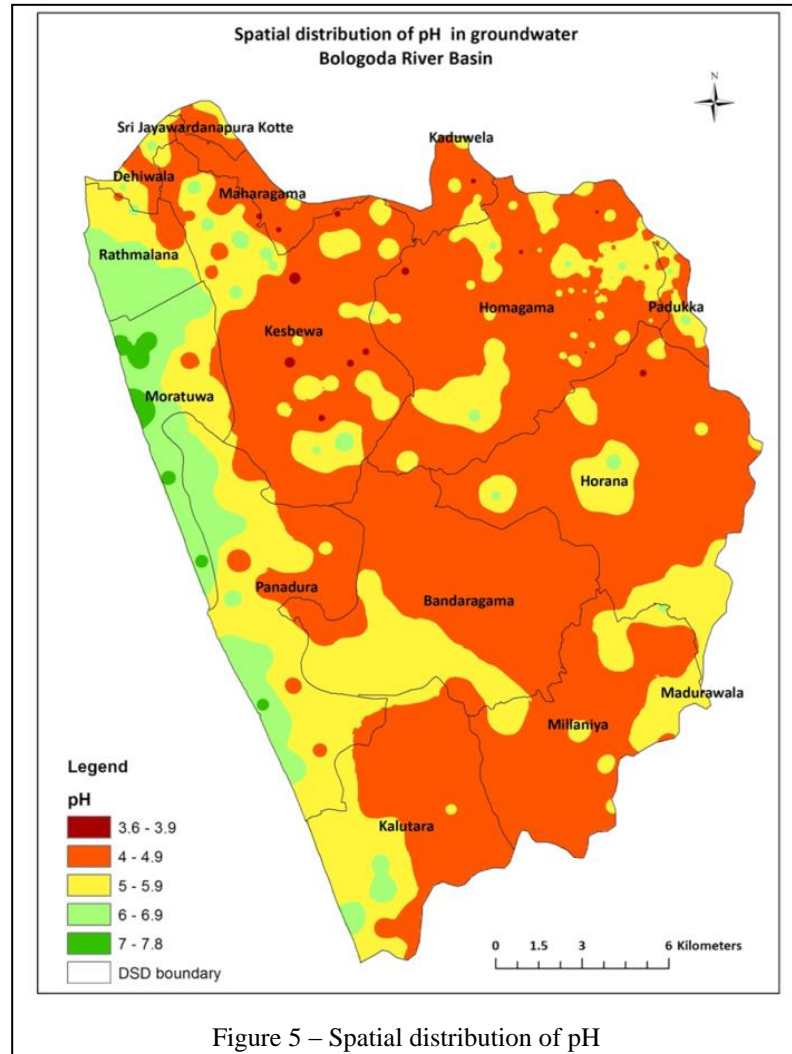 Spatial distribution of pH in groundwater
Bologoda River Basin
N
Sri Jayawardanapura Kotte
Kaduwela
Dehiwala
Maharagama
Rathmalana
Homagama
Padukka
Kesbewa
Moratuwa
Horana
Panadura
Bandaragama
Madurawala
Millaniya
Kalutara
Legend
pH
3.6 - 3.9
4 - 4.9
5 - 5.9
6 - 6.9
7 - 7.8
DSD boundary
0 1.5 3 6 Kilometers
Figure 5 – Spatial distribution of pH